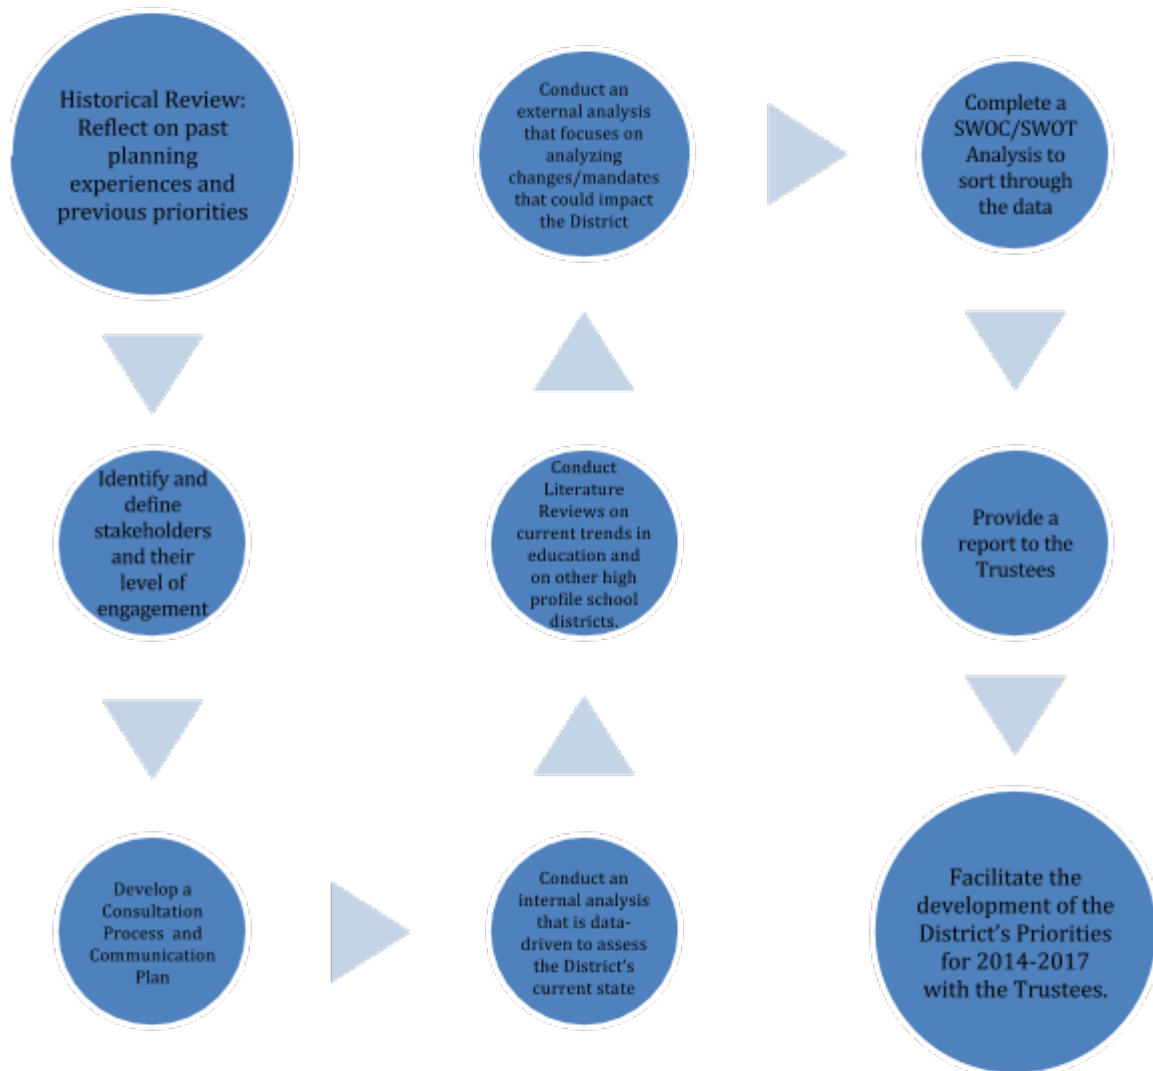 Historical Review:
Reflect on past
planning
experiences and
previous priorities
Identify and
define
stakeholders
and their
level of
engagement
Develop a
Consultation
Process and
Communication
Plan
Conduct an
internal analysis
that is data-
driven to assess
the District's
current state
Conduct
Literature
Reviews on
current trends in
education and
on other high
profile school
districts.
Conduct an
external analysis
that focuses on
analyzing
changes/mandates
that could impact
the District
Complete a
SWOC/SWOT
Analysis to
sort through
the data
Provide a
report to the
Trustees
Facilitate the
development of the
District's Priorities
for 2014-2017
with the Trustees.